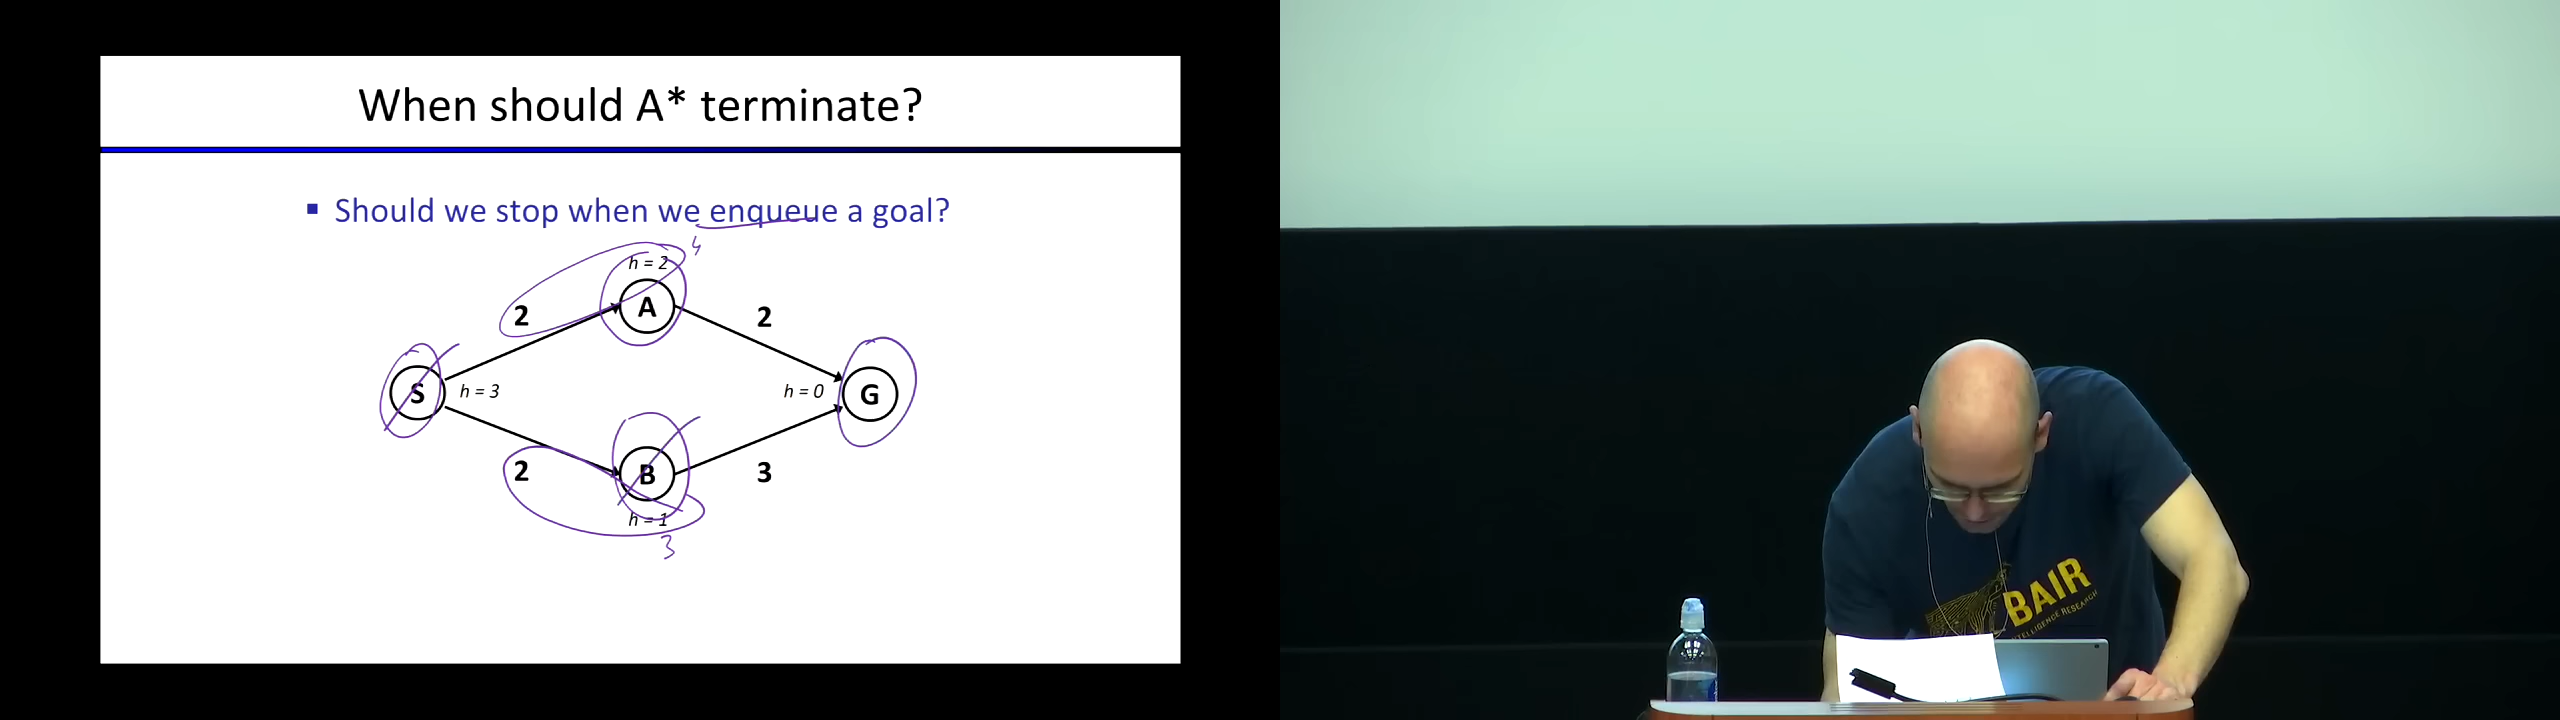 When should A* terminate?
Should we stop when we enqueue a goal?
4
h = 2
2
A
2
S
h = 3
h = 0
G
2
B
3
h = 1
3
BAIR